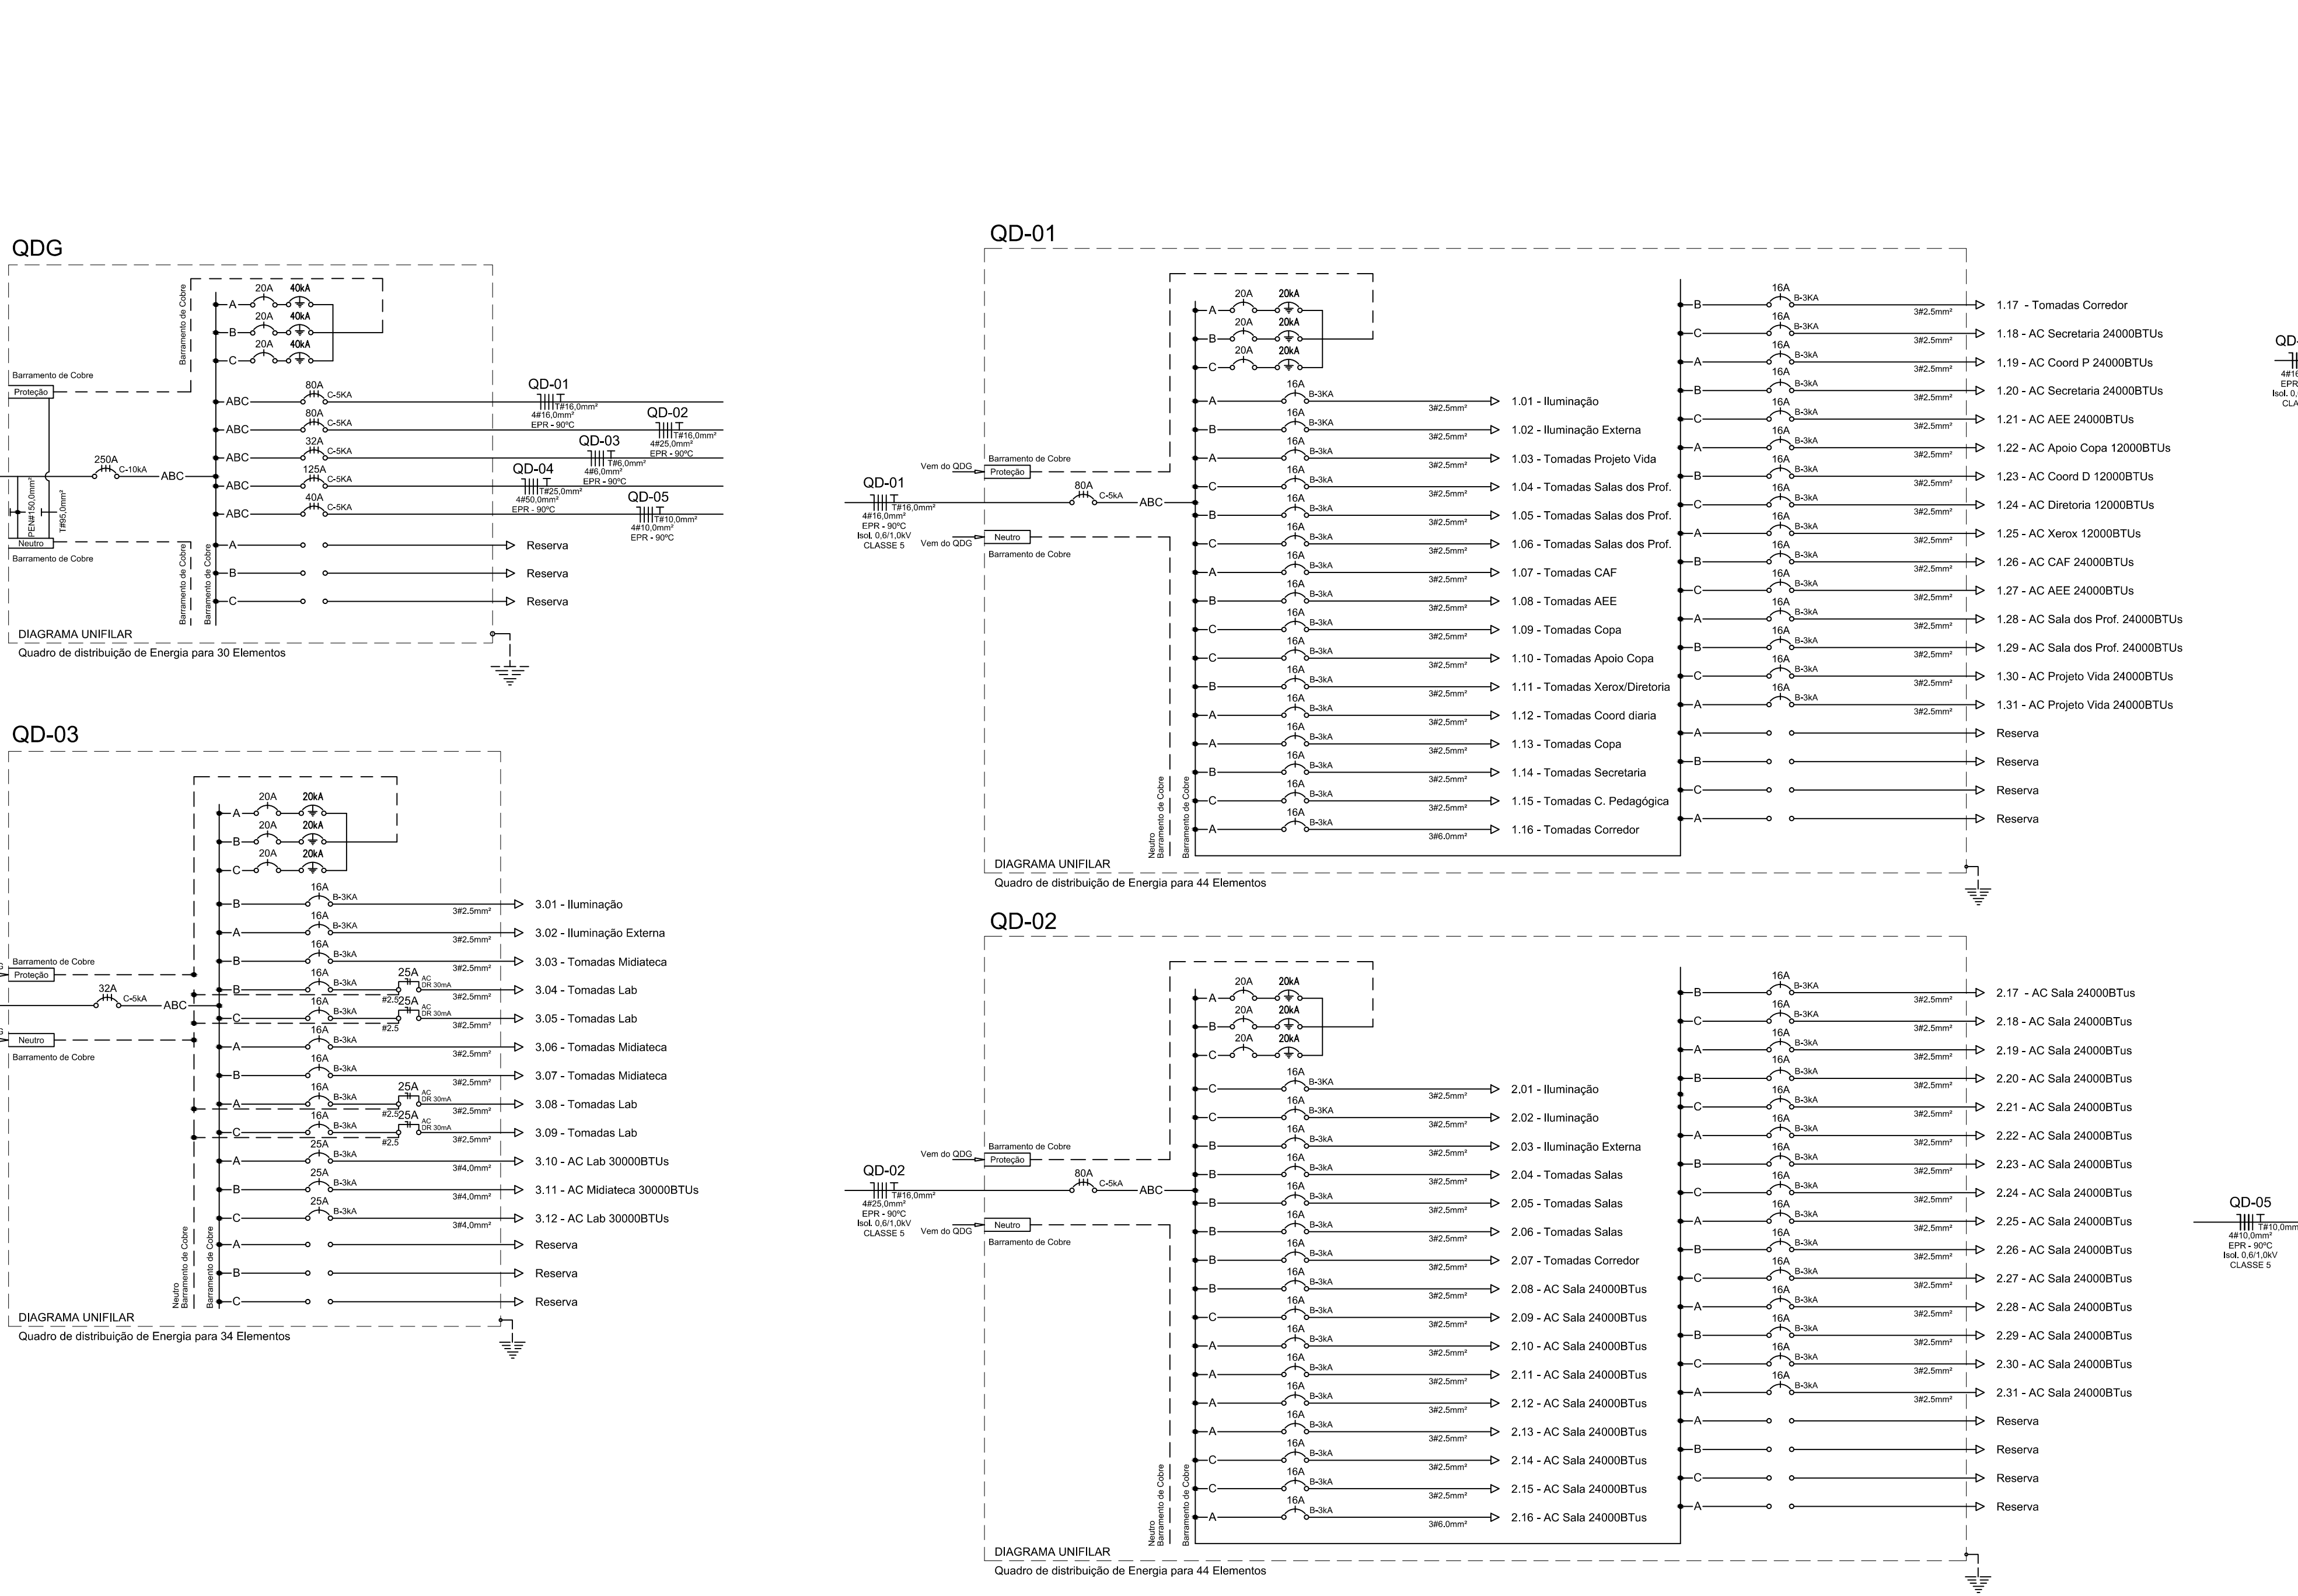 QDG
Barramento de Cobre
Proteção
PEN#150,0mm²
T#95,0mm²
Neutro
Barramento de Cobre
250A
C-10kA
ABC
Barramento de Cobre
Barramento de Cobre
Barramento de Cobre
A 20A 40kA
B 20A 40kA
C 20A 40kA
ABC 80A C-5KA QD-01 T#16,0mm² 4#16,0mm² EPR - 90ºC
ABC 80A C-5KA QD-02 T#16,0mm² 4#25,0mm² EPR - 90ºC
ABC 32A C-5KA QD-03 T#6,0mm² 4#6,0mm² EPR - 90ºC
ABC 125A C-5KA QD-04 T#25,0mm² 4#50,0mm² EPR - 90ºC
ABC 40A C-5KA QD-05 T#10,0mm² 4#10,0mm² EPR - 90ºC
A Reserva
B Reserva
C Reserva
DIAGRAMA UNIFILAR
Quadro de distribuição de Energia para 30 Elementos
QD-03
Barramento de Cobre
Proteção
32A
C-5kA
ABC
Neutro
Barramento de Cobre
Neutro
Barramento de Cobre
Barramento de Cobre
A 20A 20kA
B 20A 20kA
C 20A 20kA
B 16A B-3KA 3#2.5mm² 3.01 - Iluminação
A 16A B-3KA 3#2.5mm² 3.02 - Iluminação Externa
B 16A B-3kA 3#2.5mm² 3.03 - Tomadas Midiateca
B 16A B-3kA #2.5 25A AC DR 30mA 3#2.5mm² 3.04 - Tomadas Lab
C 16A B-3kA #2.5 25A AC DR 30mA 3#2.5mm² 3.05 - Tomadas Lab
A 16A B-3kA 3#2.5mm² 3,06 - Tomadas Midiateca
B 16A B-3kA 3#2.5mm² 3.07 - Tomadas Midiateca
A 16A B-3kA #2.5 25A AC DR 30mA 3#2.5mm² 3.08 - Tomadas Lab
C 16A B-3kA #2.5 25A AC DR 30mA 3#2.5mm² 3.09 - Tomadas Lab
A 25A B-3kA 3#4.0mm² 3.10 - AC Lab 30000BTUs
B 25A B-3kA 3#4.0mm² 3.11 - AC Midiateca 30000BTUs
C 25A B-3kA 3#4.0mm² 3.12 - AC Lab 30000BTUs
A Reserva
B Reserva
C Reserva
DIAGRAMA UNIFILAR
Quadro de distribuição de Energia para 34 Elementos
QD-01
QD-01
T#16,0mm²
4#16,0mm²
EPR - 90ºC
Isol. 0,6/1,0kV
CLASSE 5
Vem do QDG
Barramento de Cobre
Proteção
80A
C-5kA
ABC
Vem do QDG
Neutro
Barramento de Cobre
Neutro
Barramento de Cobre
Barramento de Cobre
A 20A 20kA
B 20A 20kA
C 20A 20kA
A 16A B-3KA 3#2.5mm² 1.01 - Iluminação
B 16A B-3KA 3#2.5mm² 1.02 - Iluminação Externa
A 16A B-3kA 3#2.5mm² 1.03 - Tomadas Projeto Vida
C 16A B-3kA 3#2.5mm² 1.04 - Tomadas Salas dos Prof.
B 16A B-3kA 3#2.5mm² 1.05 - Tomadas Salas dos Prof.
C 16A B-3kA 3#2.5mm² 1.06 - Tomadas Salas dos Prof.
A 16A B-3kA 3#2.5mm² 1.07 - Tomadas CAF
B 16A B-3kA 3#2.5mm² 1.08 - Tomadas AEE
C 16A B-3kA 3#2.5mm² 1.09 - Tomadas Copa
C 16A B-3kA 3#2.5mm² 1.10 - Tomadas Apoio Copa
B 16A B-3kA 3#2.5mm² 1.11 - Tomadas Xerox/Diretoria
A 16A B-3kA 3#2.5mm² 1.12 - Tomadas Coord diaria
A 16A B-3kA 3#2.5mm² 1.13 - Tomadas Copa
B 16A B-3kA 3#2.5mm² 1.14 - Tomadas Secretaria
C 16A B-3kA 3#2.5mm² 1.15 - Tomadas C. Pedagógica
A 16A B-3kA 3#6.0mm² 1.16 - Tomadas Corredor
B 16A B-3KA 3#2.5mm² 1.17 - Tomadas Corredor
C 16A B-3KA 3#2.5mm² 1.18 - AC Secretaria 24000BTUs
A 16A B-3kA 3#2.5mm² 1.19 - AC Coord P 24000BTUs
B 16A B-3kA 3#2.5mm² 1.20 - AC Secretaria 24000BTUs
C 16A B-3kA 3#2.5mm² 1.21 - AC AEE 24000BTUs
A 16A B-3kA 3#2.5mm² 1.22 - AC Apoio Copa 12000BTUs
B 16A B-3kA 3#2.5mm² 1.23 - AC Coord D 12000BTUs
C 16A B-3kA 3#2.5mm² 1.24 - AC Diretoria 12000BTUs
A 16A B-3kA 3#2.5mm² 1.25 - AC Xerox 12000BTUs
B 16A B-3kA 3#2.5mm² 1.26 - AC CAF 24000BTUs
C 16A B-3kA 3#2.5mm² 1.27 - AC AEE 24000BTUs
A 16A B-3kA 3#2.5mm² 1.28 - AC Sala dos Prof. 24000BTUs
B 16A B-3kA 3#2.5mm² 1.29 - AC Sala dos Prof. 24000BTUs
C 16A B-3kA 3#2.5mm² 1.30 - AC Projeto Vida 24000BTUs
A 16A B-3kA 3#2.5mm² 1.31 - AC Projeto Vida 24000BTUs
A Reserva
B Reserva
C Reserva
A Reserva
DIAGRAMA UNIFILAR
Quadro de distribuição de Energia para 44 Elementos
QD-02
QD-02
T#16,0mm²
4#25,0mm²
EPR - 90ºC
Isol. 0,6/1,0kV
CLASSE 5
Vem do QDG
Barramento de Cobre
Proteção
80A
C-5kA
ABC
Vem do QDG
Neutro
Barramento de Cobre
Neutro
Barramento de Cobre
Barramento de Cobre
A 20A 20kA
B 20A 20kA
C 20A 20kA
C 16A B-3KA 3#2.5mm² 2.01 - Iluminação
C 16A B-3KA 3#2.5mm² 2.02 - Iluminação
B 16A B-3kA 3#2.5mm² 2.03 - Iluminação Externa
B 16A B-3kA 3#2.5mm² 2.04 - Tomadas Salas
B 16A B-3kA 3#2.5mm² 2.05 - Tomadas Salas
B 16A B-3kA 3#2.5mm² 2.06 - Tomadas Salas
B 16A B-3kA 3#2.5mm² 2.07 - Tomadas Corredor
B 16A B-3kA 3#2.5mm² 2.08 - AC Sala 24000BTus
C 16A B-3kA 3#2.5mm² 2.09 - AC Sala 24000BTus
A 16A B-3kA 3#2.5mm² 2.10 - AC Sala 24000BTus
A 16A B-3kA 3#2.5mm² 2.11 - AC Sala 24000BTus
A 16A B-3kA 3#2.5mm² 2.12 - AC Sala 24000BTus
A 16A B-3kA 3#2.5mm² 2.13 - AC Sala 24000BTus
C 16A B-3kA 3#2.5mm² 2.14 - AC Sala 24000BTus
C 16A B-3kA 3#2.5mm² 2.15 - AC Sala 24000BTus
A 16A B-3kA 3#6.0mm² 2.16 - AC Sala 24000BTus
B 16A B-3KA 3#2.5mm² 2.17 - AC Sala 24000BTus
C 16A B-3KA 3#2.5mm² 2.18 - AC Sala 24000BTus
A 16A B-3kA 3#2.5mm² 2.19 - AC Sala 24000BTus
B 16A B-3kA 3#2.5mm² 2.20 - AC Sala 24000BTus
C 16A B-3kA 3#2.5mm² 2.21 - AC Sala 24000BTus
A 16A B-3kA 3#2.5mm² 2.22 - AC Sala 24000BTus
B 16A B-3kA 3#2.5mm² 2.23 - AC Sala 24000BTus
C 16A B-3kA 3#2.5mm² 2.24 - AC Sala 24000BTus
A 16A B-3kA 3#2.5mm² 2.25 - AC Sala 24000BTus
B 16A B-3kA 3#2.5mm² 2.26 - AC Sala 24000BTus
C 16A B-3kA 3#2.5mm² 2.27 - AC Sala 24000BTus
A 16A B-3kA 3#2.5mm² 2.28 - AC Sala 24000BTus
B 16A B-3kA 3#2.5mm² 2.29 - AC Sala 24000BTus
C 16A B-3kA 3#2.5mm² 2.30 - AC Sala 24000BTus
A 16A B-3kA 3#2.5mm² 2.31 - AC Sala 24000BTus
A Reserva
B Reserva
C Reserva
A Reserva
DIAGRAMA UNIFILAR
Quadro de distribuição de Energia para 44 Elementos
QD-05
T#10,0mm
4#10,0mm²
EPR - 90ºC
Isol. 0,6/1,0kV
CLASSE 5